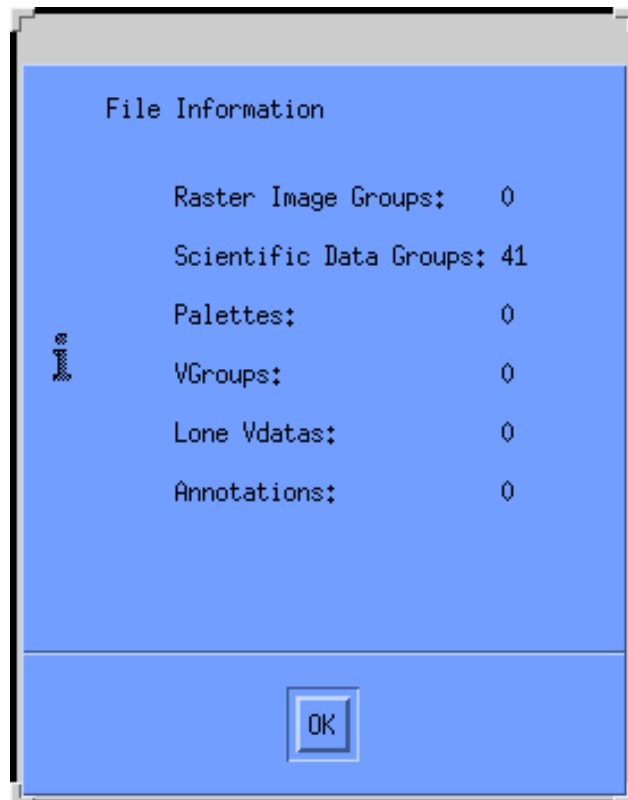 File Information
Raster Image Groups: 0
Scientific Data Groups: 41
Palettes: 0
VGroups: 0
Lone Vdatas: 0
Annotations: 0
i
OK